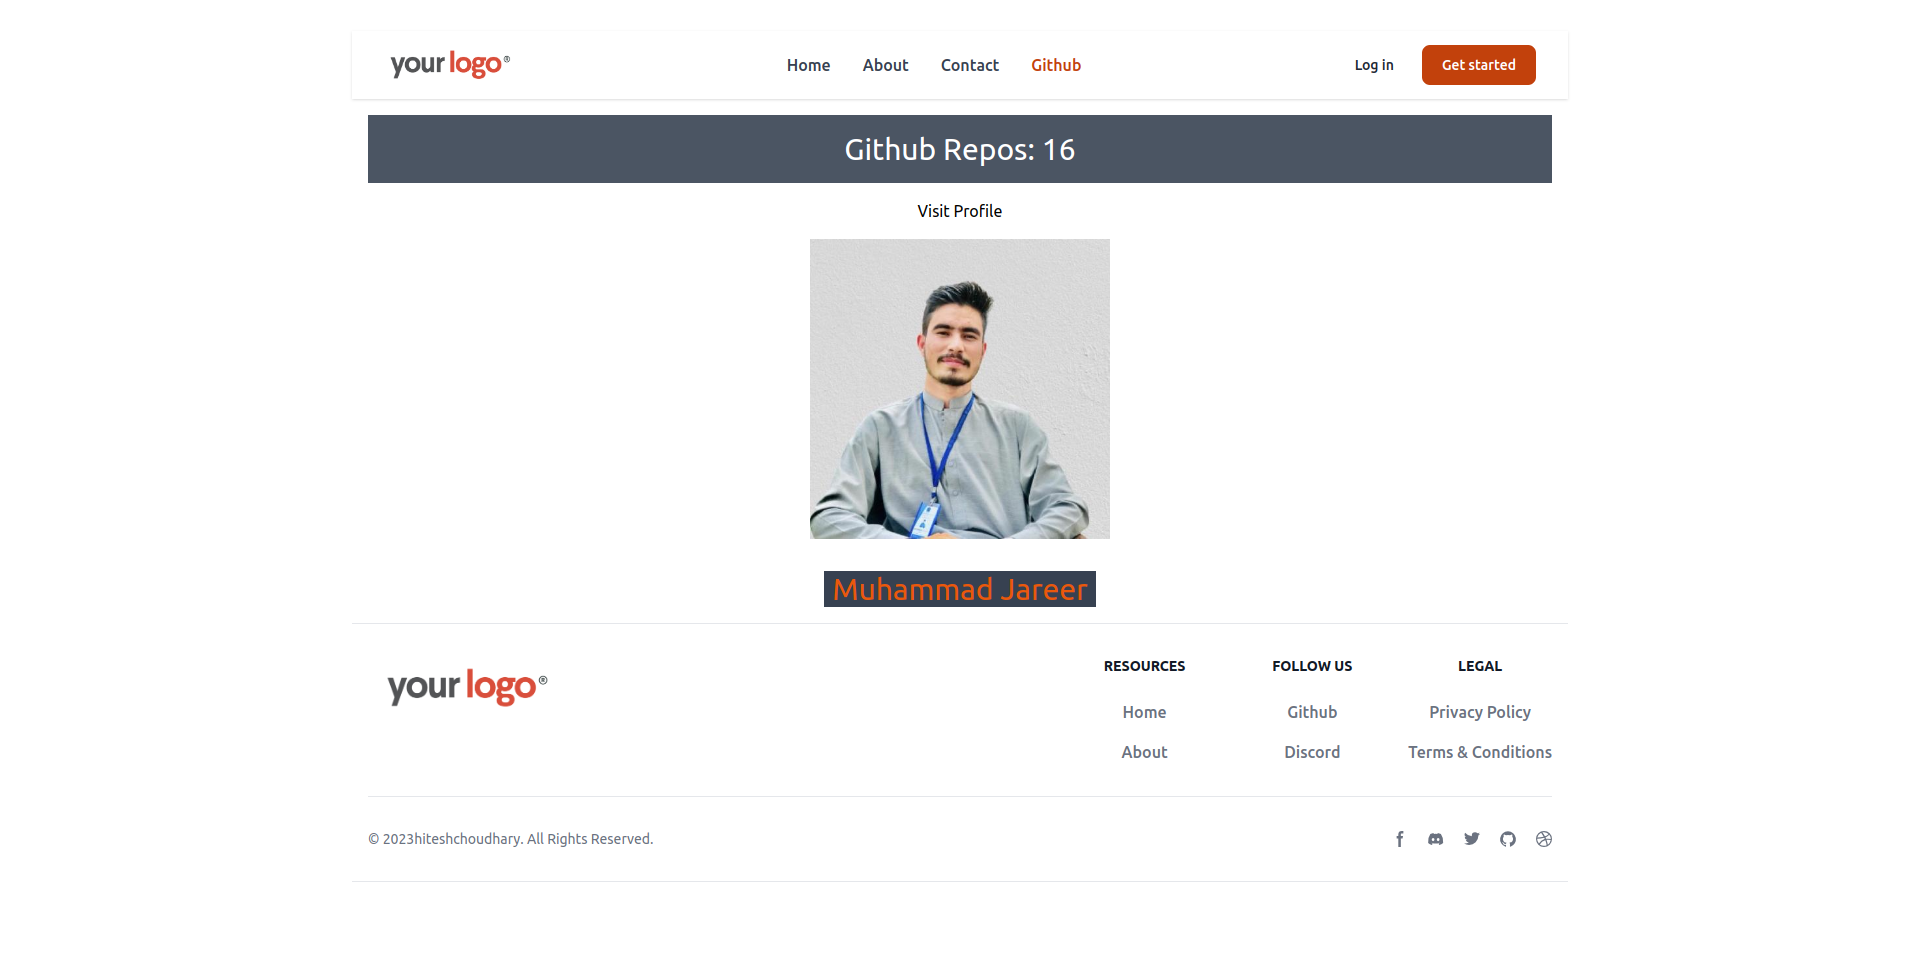 your logo ®
Home About Contact Github
Log in Get started
Github Repos: 16
Visit Profile
Muhammad Jareer
your logo ®
RESOURCES FOLLOW US LEGAL
Home Github Privacy Policy
About Discord Terms & Conditions
© 2023hiteshchoudhary. All Rights Reserved.